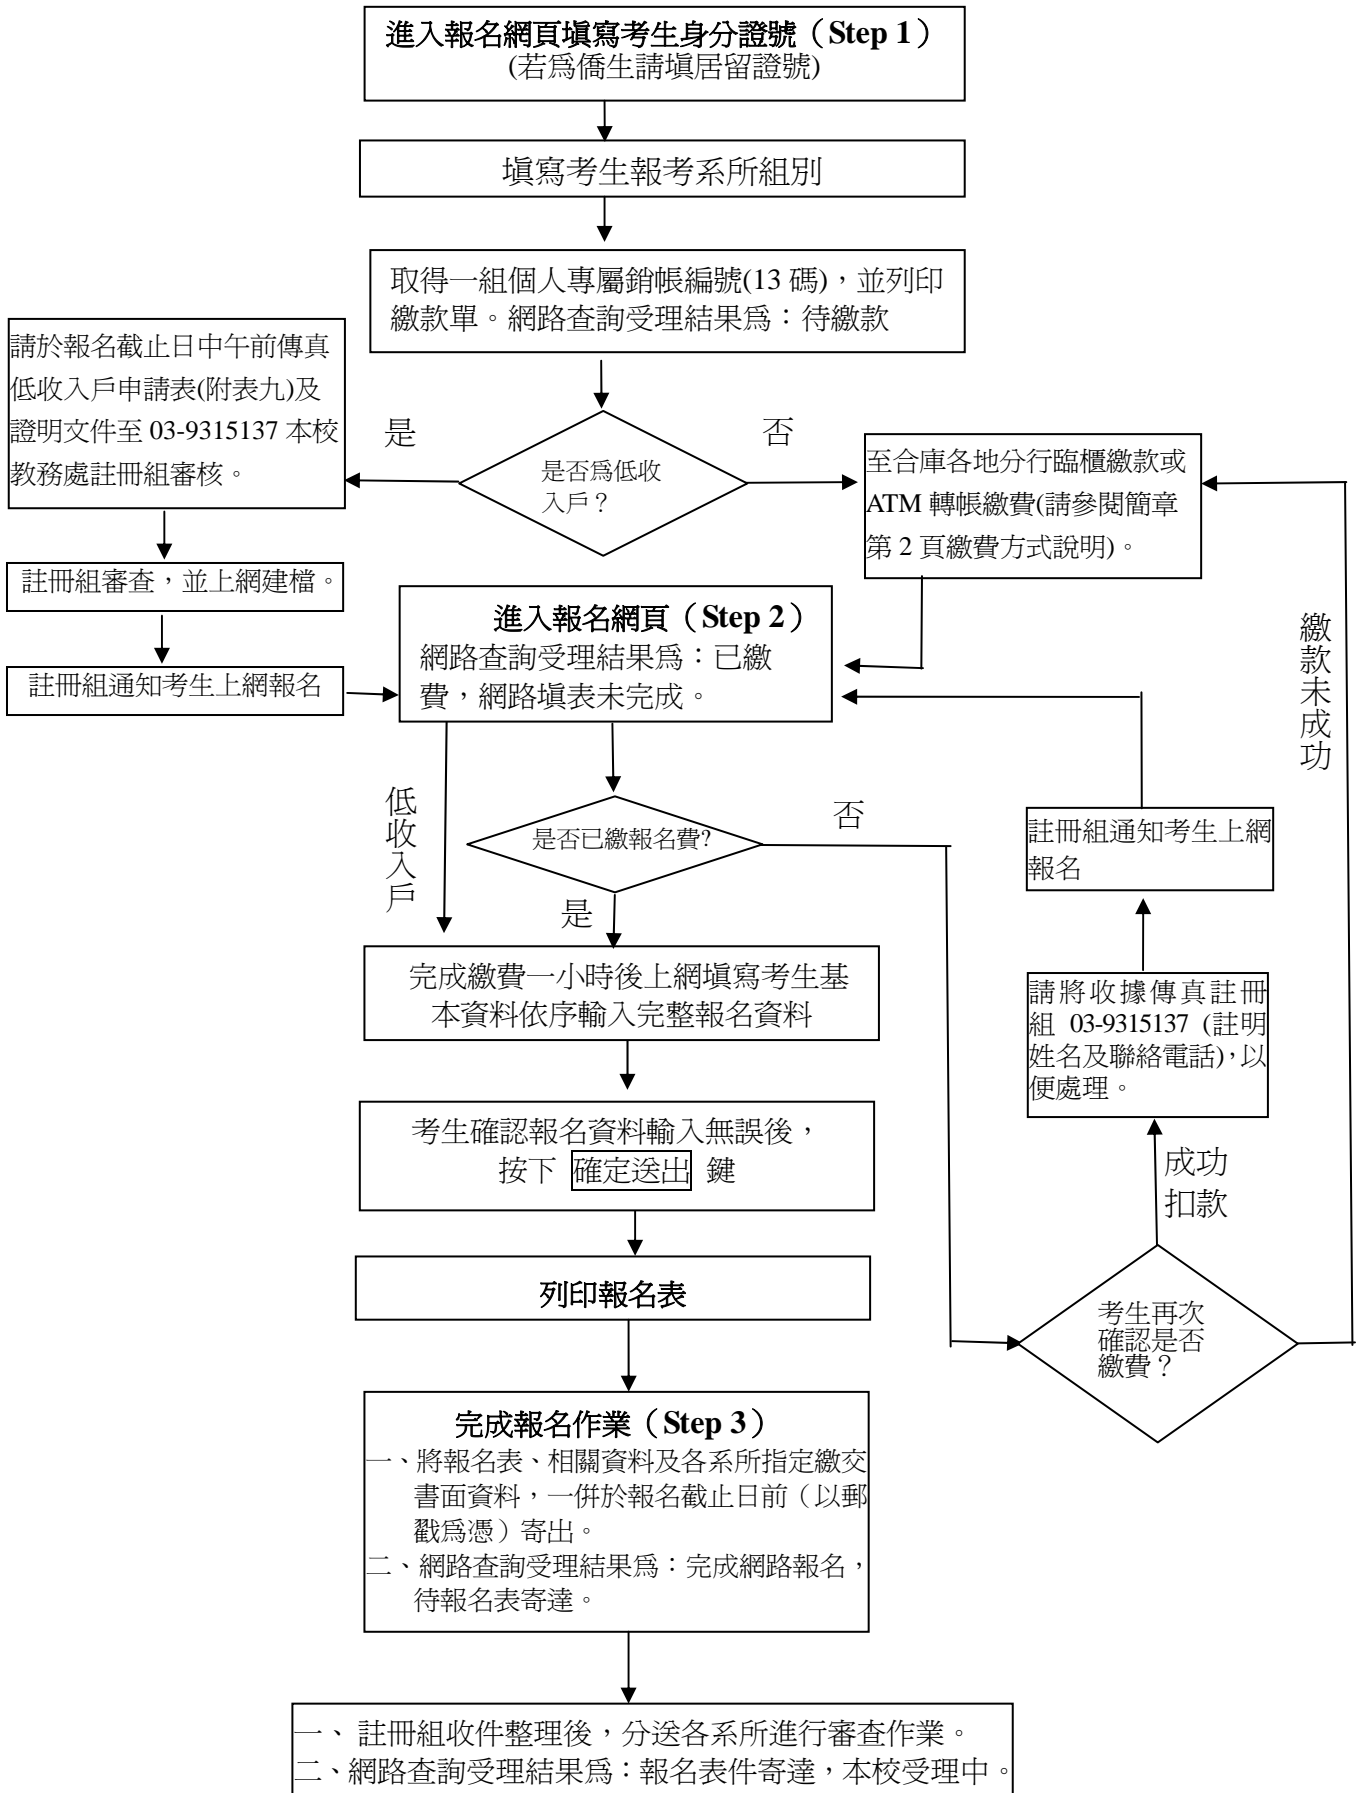 進入報名網頁填寫考生身分證號（Step 1）
(若為僑生請填居留證號)
填寫考生報考系所組別
取得一組個人專屬銷帳編號(13 碼)，並列印
繳款單。網路查詢受理結果為：待繳款
請於報名截止日中午前傳真
低收入戶申請表(附表九)及
證明文件至 03-9315137 本校
教務處註冊組審核。
是
是否為低收
入戶？
否
至合庫各地分行臨櫃繳款或
ATM 轉帳繳費(請參閱簡章
第 2 頁繳費方式說明)。
註冊組審查，並上網建檔。
註冊組通知考生上網報名
進入報名網頁（Step 2）
網路查詢受理結果為：已繳
費，網路填表未完成。
繳款未成功
低收入戶
是否已繳報名費?
否
是
註冊組通知考生上網
報名
完成繳費一小時後上網填寫考生基
本資料依序輸入完整報名資料
請將收據傳真註冊
組 03-9315137 (註明
姓名及聯絡電話)，以
便處理。
考生確認報名資料輸入無誤後，
按下 確定送出 鍵
成功
扣款
列印報名表
考生再次
確認是否
繳費？
完成報名作業（Step 3）
一、將報名表、相關資料及各系所指定繳交
書面資料，一併於報名截止日前（以郵
戳為憑）寄出。
二、網路查詢受理結果為：完成網路報名，
待報名表寄達。
一、 註冊組收件整理後，分送各系所進行審查作業。
二、網路查詢受理結果為：報名表件寄達，本校受理中。